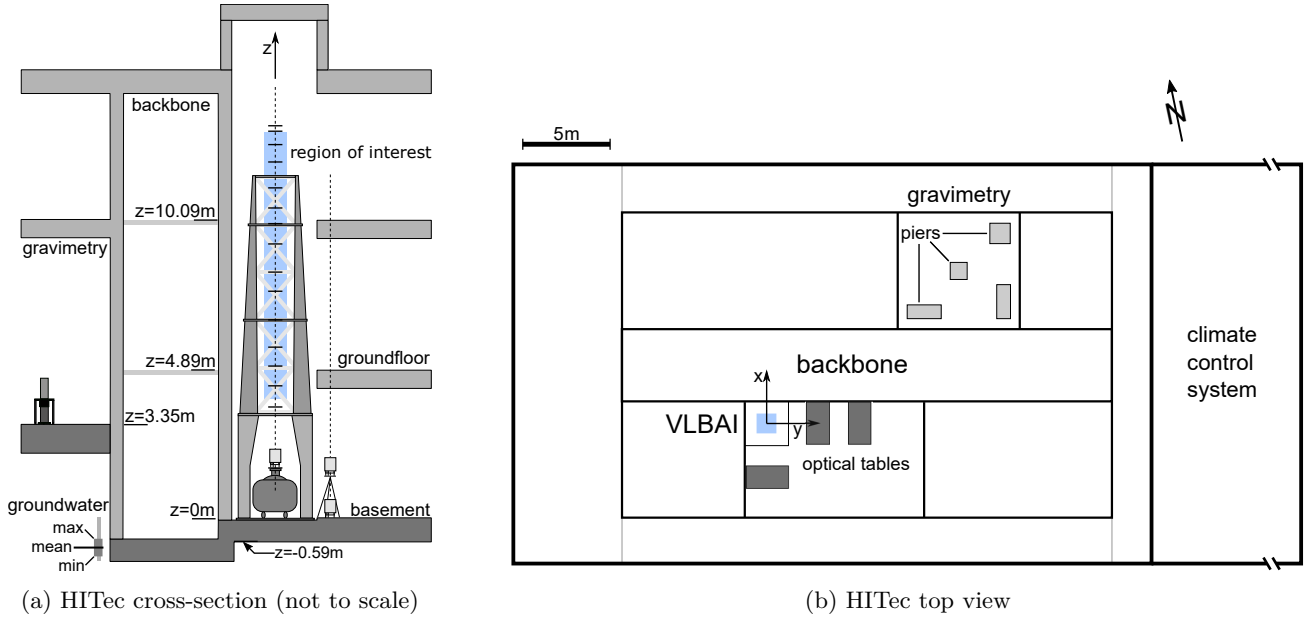 z
backbone
region of interest
z=10.09m
gravimetry
z=4.89m
groundfloor
z=3.35m
groundwater
z=0m
basement
max
mean
min
z=-0.59m
(a) HITec cross-section (not to scale)
5m
N
gravimetry
piers
climate
control
system
backbone
x
VLBAI
y
optical tables
(b) HITec top view